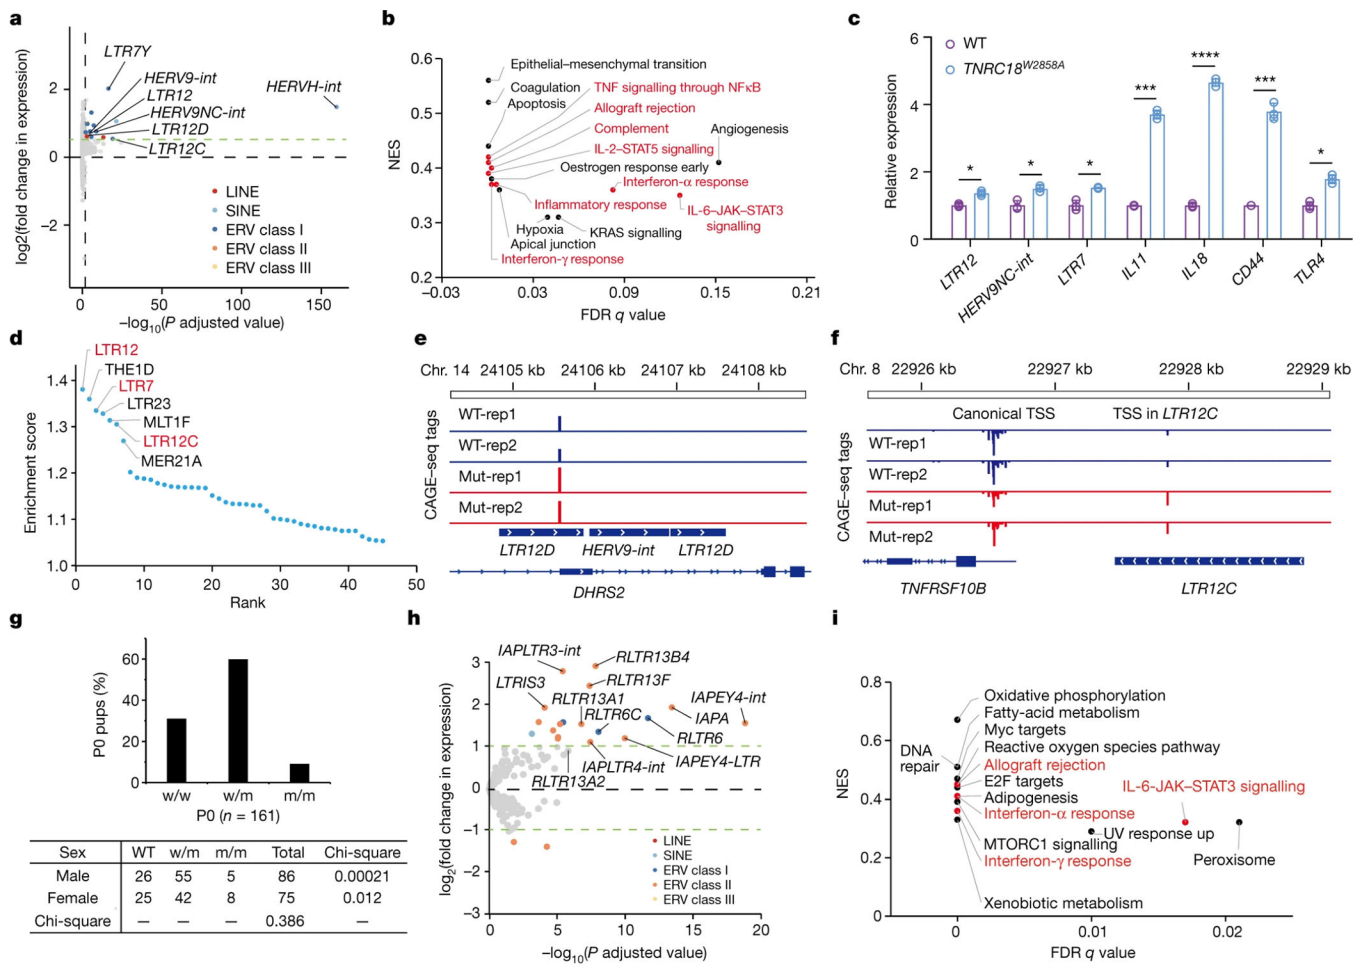 a
log2(fold change in expression)
2
0
−2
LTR7Y
HERV9-int
LTR12
HERV9NC-int
LTR12D
LTR12C
HERVH-int
LINE
SINE
ERV class I
ERV class II
ERV class III
0 50 100 150
−log10(P adjusted value)
b
NES
0.6
0.5
0.4
0.3
0.2
Epithelial–mesenchymal transition
Coagulation
Apoptosis
TNF signalling through NFκB
Allograft rejection
Complement
IL-2–STAT5 signalling
Angiogenesis
Oestrogen response early
Interferon-α response
Inflammatory response
IL-6–JAK–STAT3
signalling
Hypoxia
KRAS signalling
Apical junction
Interferon-γ response
−0.03 0.03 0.09 0.15 0.21
FDR q value
c
Relative expression
6
4
2
0
WT
TNRC18W2858A
* * * *** **** *** *
LTR12 HERV9NC-int LTR7 IL11 IL18 CD44 TLR4
d
Enrichment score
1.4
1.3
1.2
1.1
1.0
LTR12
THE1D
LTR7
LTR23
MLT1F
LTR12C
MER21A
0 10 20 30 40 50
Rank
e
Chr. 14 24105 kb 24106 kb 24107 kb 24108 kb
CAGE–seq tags
WT-rep1
WT-rep2
Mut-rep1
Mut-rep2
LTR12D HERV9-int LTR12D
DHRS2
f
Chr. 8 22926 kb 22927 kb 22928 kb 22929 kb
Canonical TSS TSS in LTR12C
CAGE–seq tags
WT-rep1
WT-rep2
Mut-rep1
Mut-rep2
TNFRSF10B LTR12C
g
P0 pups (%)
60
40
20
0
w/w w/m m/m
P0 (n = 161)
Sex WT w/m m/m Total Chi-square
Male 26 55 5 86 0.00021
Female 25 42 8 75 0.012
Chi-square — — — 0.386 —
h
log2(fold change in expression)
3
2
1
0
−1
−2
−3
IAPLTR3-int
RLTR13B4
LTRIS3
RLTR13F
RLTR13A1
IAPEY4-int
RLTR6C
IAPA
RLTR6
IAPLTR4-int
IAPEY4-LTR
RLTR13A2
LINE
SINE
ERV class I
ERV class II
ERV class III
0 5 10 15 20
−log10(P adjusted value)
i
NES
0.8
0.6
0.4
0.2
0
Oxidative phosphorylation
Fatty-acid metabolism
Myc targets
DNA
repair
Reactive oxygen species pathway
Allograft rejection
E2F targets
IL-6-JAK–STAT3 signalling
Adipogenesis
Interferon-α response
UV response up
MTORC1 signalling
Interferon-γ response
Peroxisome
Xenobiotic metabolism
0 0.01 0.02
FDR q value